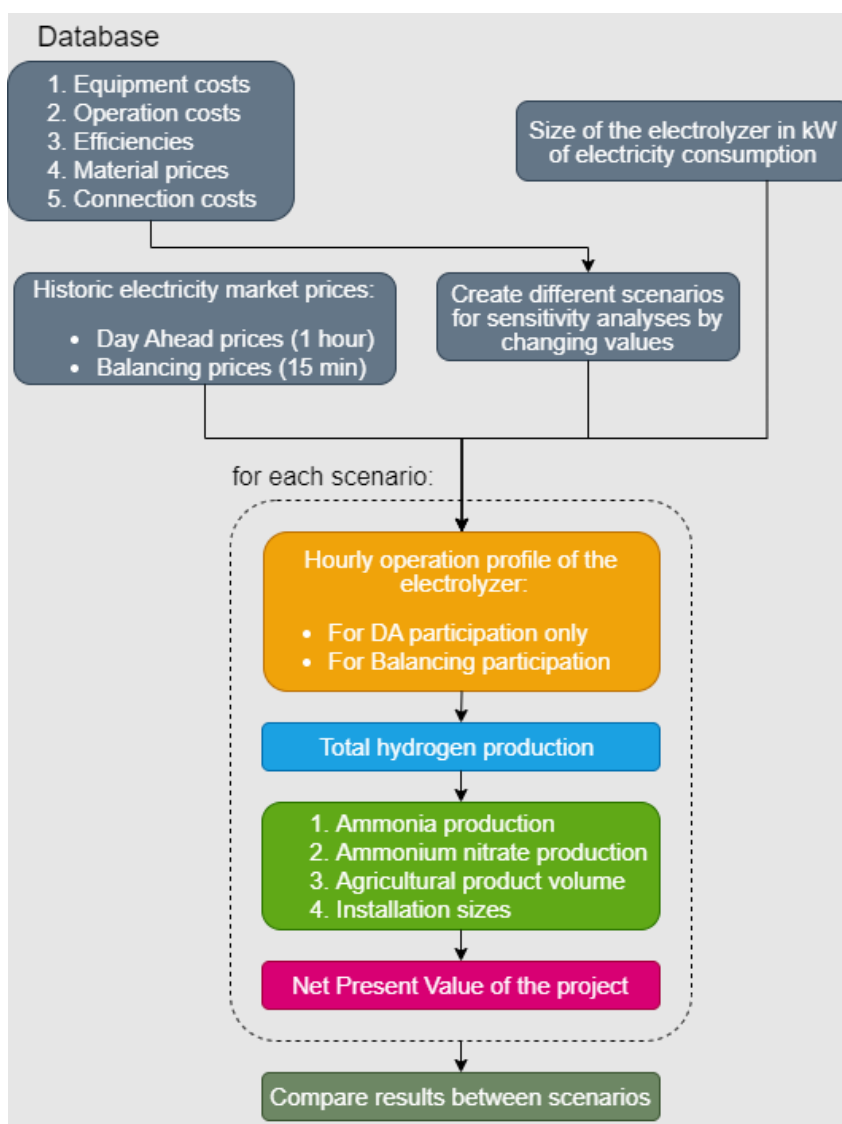 Database
1. Equipment costs
2. Operation costs
3. Efficiencies
4. Material prices
5. Connection costs
Size of the electrolyzer in kW
of electricity consumption
Historic electricity market prices:
• Day Ahead prices (1 hour)
• Balancing prices (15 min)
Create different scenarios
for sensitivity analyses by
changing values
for each scenario:
Hourly operation profile of the
electrolyzer:
• For DA participation only
• For Balancing participation
Total hydrogen production
1. Ammonia production
2. Ammonium nitrate production
3. Agricultural product volume
4. Installation sizes
Net Present Value of the project
Compare results between scenarios